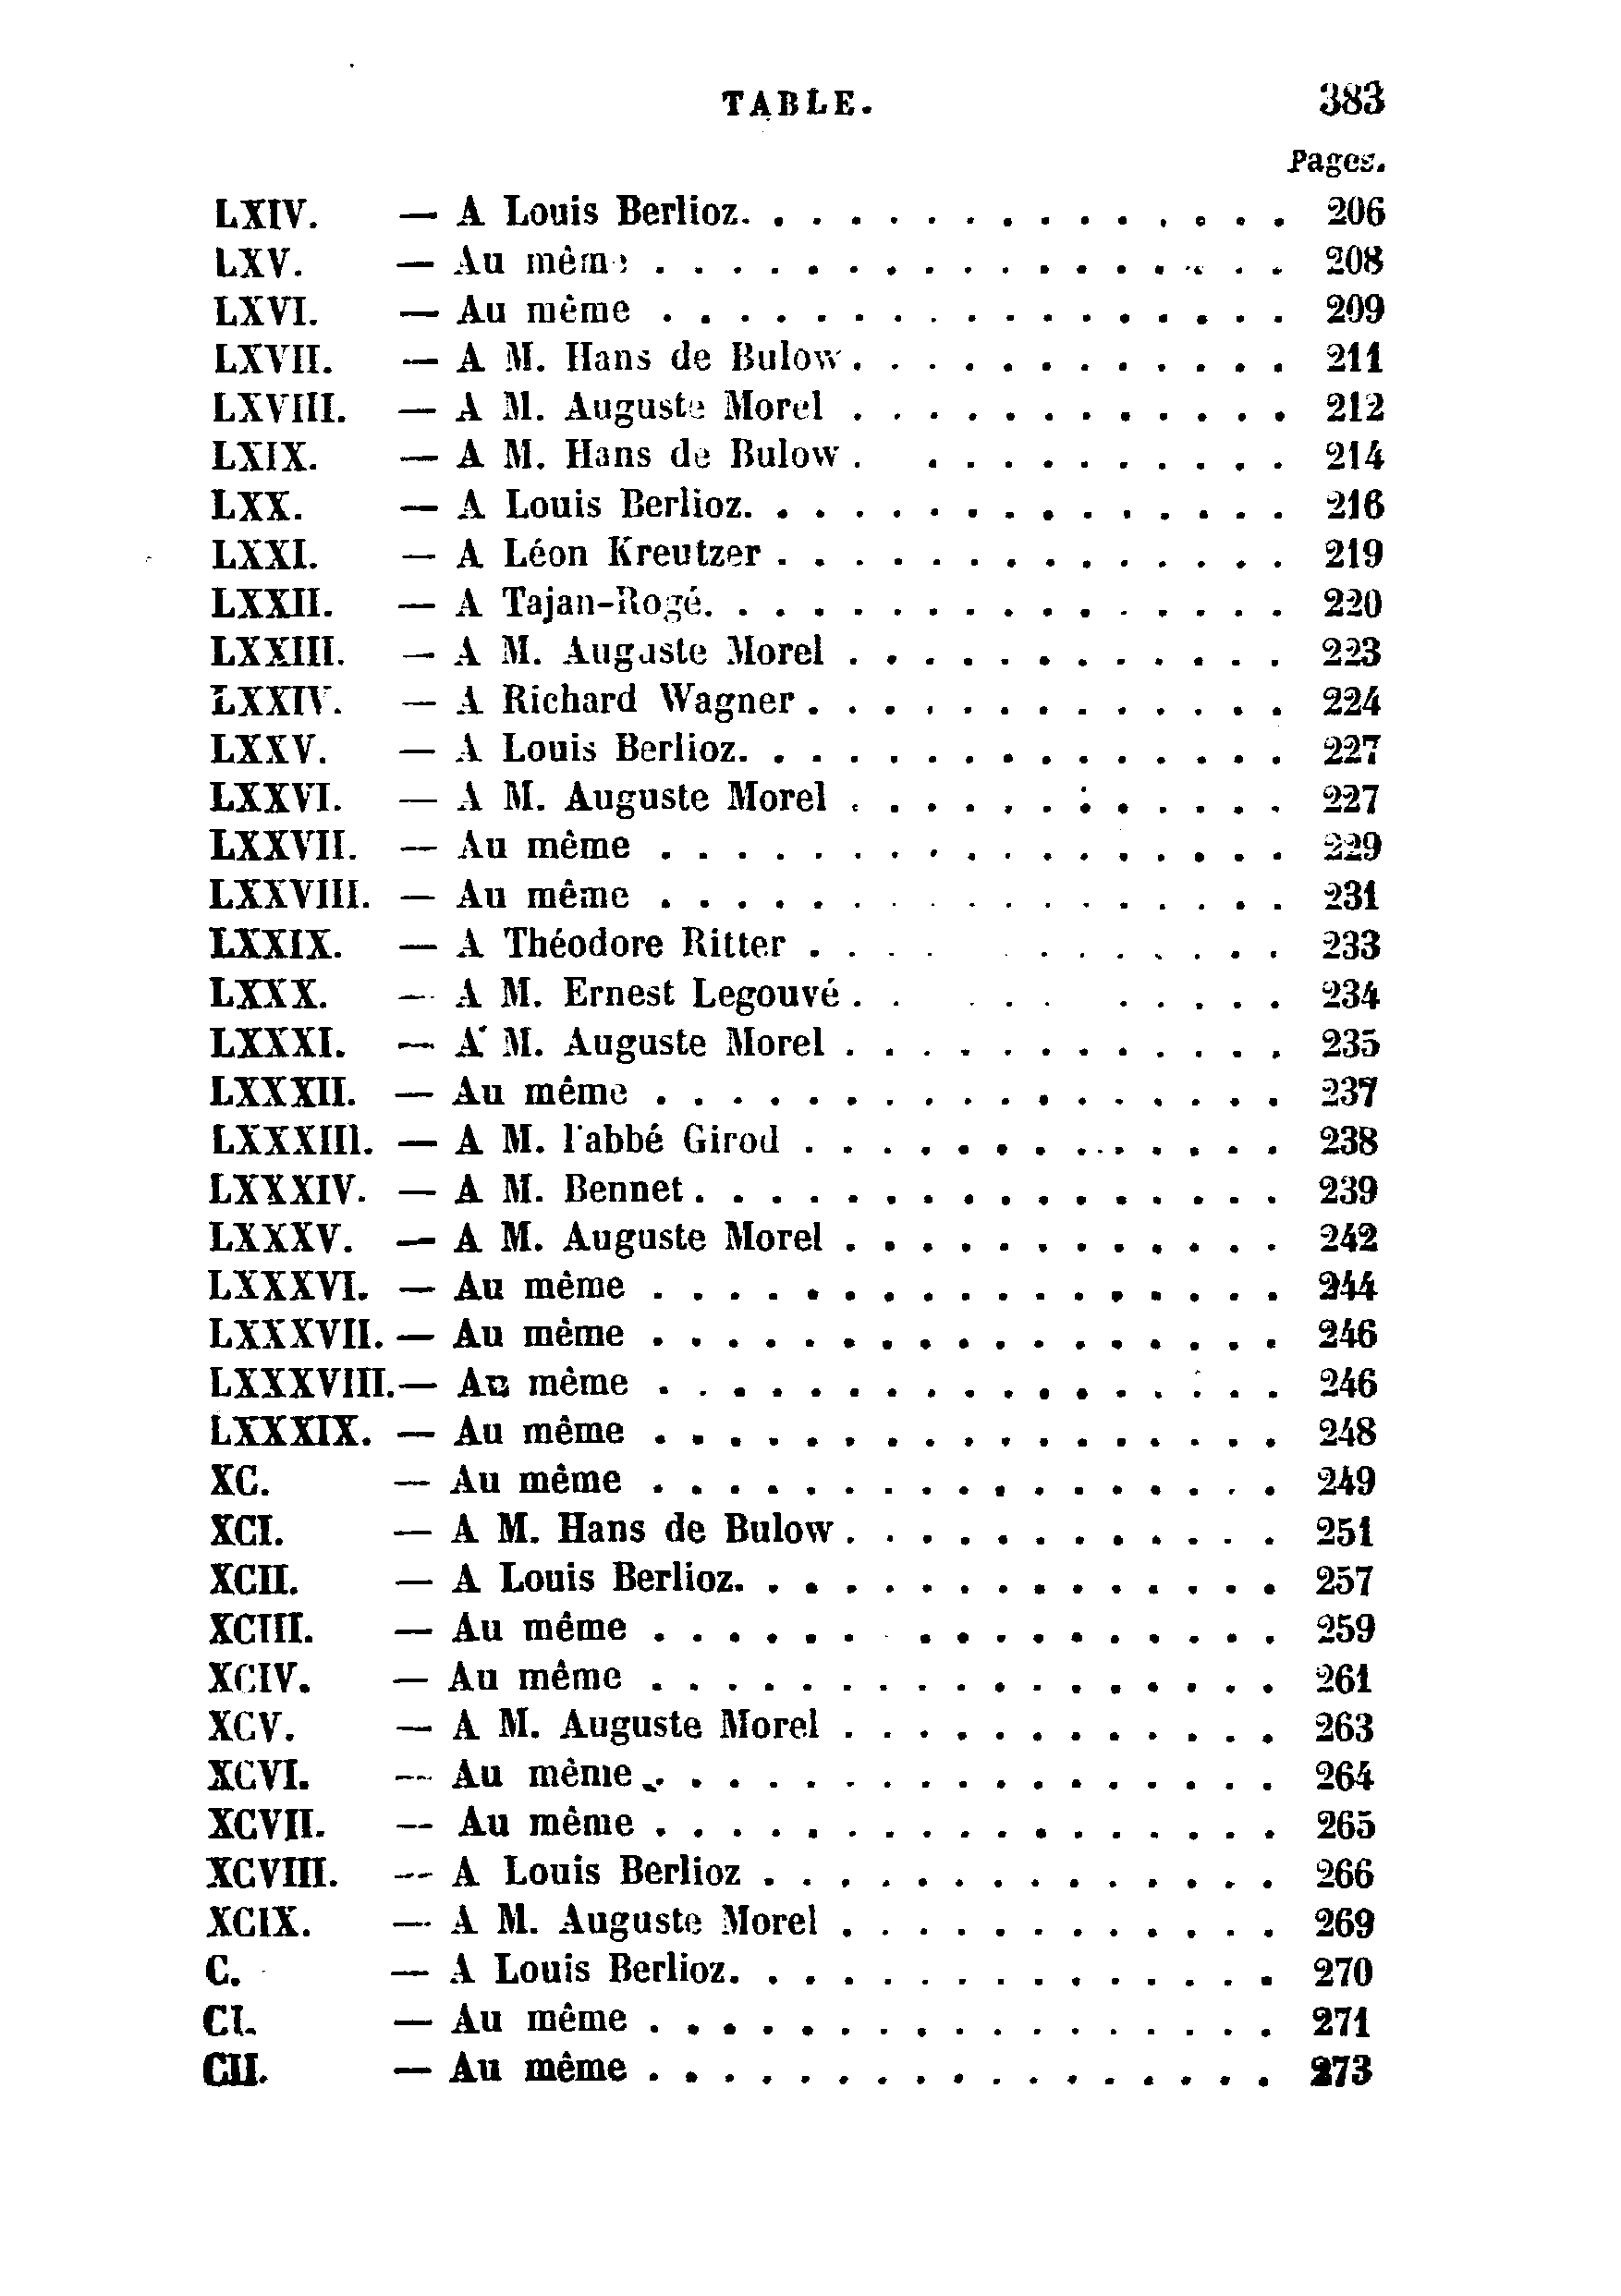 TABLE. 383
Pages.
LXIV. — A Louis Berlioz. . . . . . . . . . . . . . . 206
LXV. — Au même . . . . . . . . . . . . . . . . . 208
LXVI. — Au même . . . . . . . . . . . . . . . . . 209
LXVII. — A M. Hans de Bulow. . . . . . . . . . . . 211
LXVIII. — A M. Auguste Morel . . . . . . . . . . . . 212
LXIX. — A M. Hans de Bulow . . . . . . . . . . . 214
LXX. — A Louis Berlioz. . . . . . . . . . . . . . . 216
LXXI. — A Léon Kreutzer . . . . . . . . . . . . . . 219
LXXII. — A Tajan-Rogé. . . . . . . . . . . . . . . . 220
LXXIII. — A M. Auguste Morel . . . . . . . . . . . . 223
LXXIV. — A Richard Wagner . . . . . . . . . . . . . 224
LXXV. — A Louis Berlioz. . . . . . . . . . . . . . . 227
LXXVI. — A M. Auguste Morel . . . . . . . . . . . . 227
LXXVII. — Au même . . . . . . . . . . . . . . . . . 229
LXXVIII. — Au même . . . . . . . . . . . . . . . . . 231
LXXIX. — A Théodore Ritter . . . . . . . . . . . 233
LXXX. — A M. Ernest Legouvé . . . . . . . . . . 234
LXXXI. — A M. Auguste Morel . . . . . . . . . . . . 235
LXXXII. — Au même . . . . . . . . . . . . . . . . . 237
LXXXIII. — A M. l'abbé Girod . . . . . . . . . . . . . 238
LXXXIV. — A M. Bennet . . . . . . . . . . . . . . . . 239
LXXXV. — A M. Auguste Morel . . . . . . . . . . . . 242
LXXXVI. — Au même . . . . . . . . . . . . . . . . . 244
LXXXVII. — Au même . . . . . . . . . . . . . . . . . 246
LXXXVIII. — Au même . . . . . . . . . . . . . . . . . 246
LXXXIX. — Au même . . . . . . . . . . . . . . . . . 248
XC. — Au même . . . . . . . . . . . . . . . . . 249
XCI. — A M. Hans de Bulow . . . . . . . . . . . . 251
XCII. — A Louis Berlioz. . . . . . . . . . . . . . . 257
XCIII. — Au même . . . . . . . . . . . . . . . . 259
XCIV. — Au même . . . . . . . . . . . . . . . . . 261
XCV. — A M. Auguste Morel . . . . . . . . . . . . 263
XCVI. — Au même . . . . . . . . . . . . . . . . . 264
XCVII. — Au même . . . . . . . . . . . . . . . . . 265
XCVIII. — A Louis Berlioz . . . . . . . . . . . . . . 266
XCIX. — A M. Auguste Morel . . . . . . . . . . . . 269
C. — A Louis Berlioz. . . . . . . . . . . . . . . 270
CI. — Au même . . . . . . . . . . . . . . . . . 271
CII. — Au même . . . . . . . . . . . . . . . . . 273